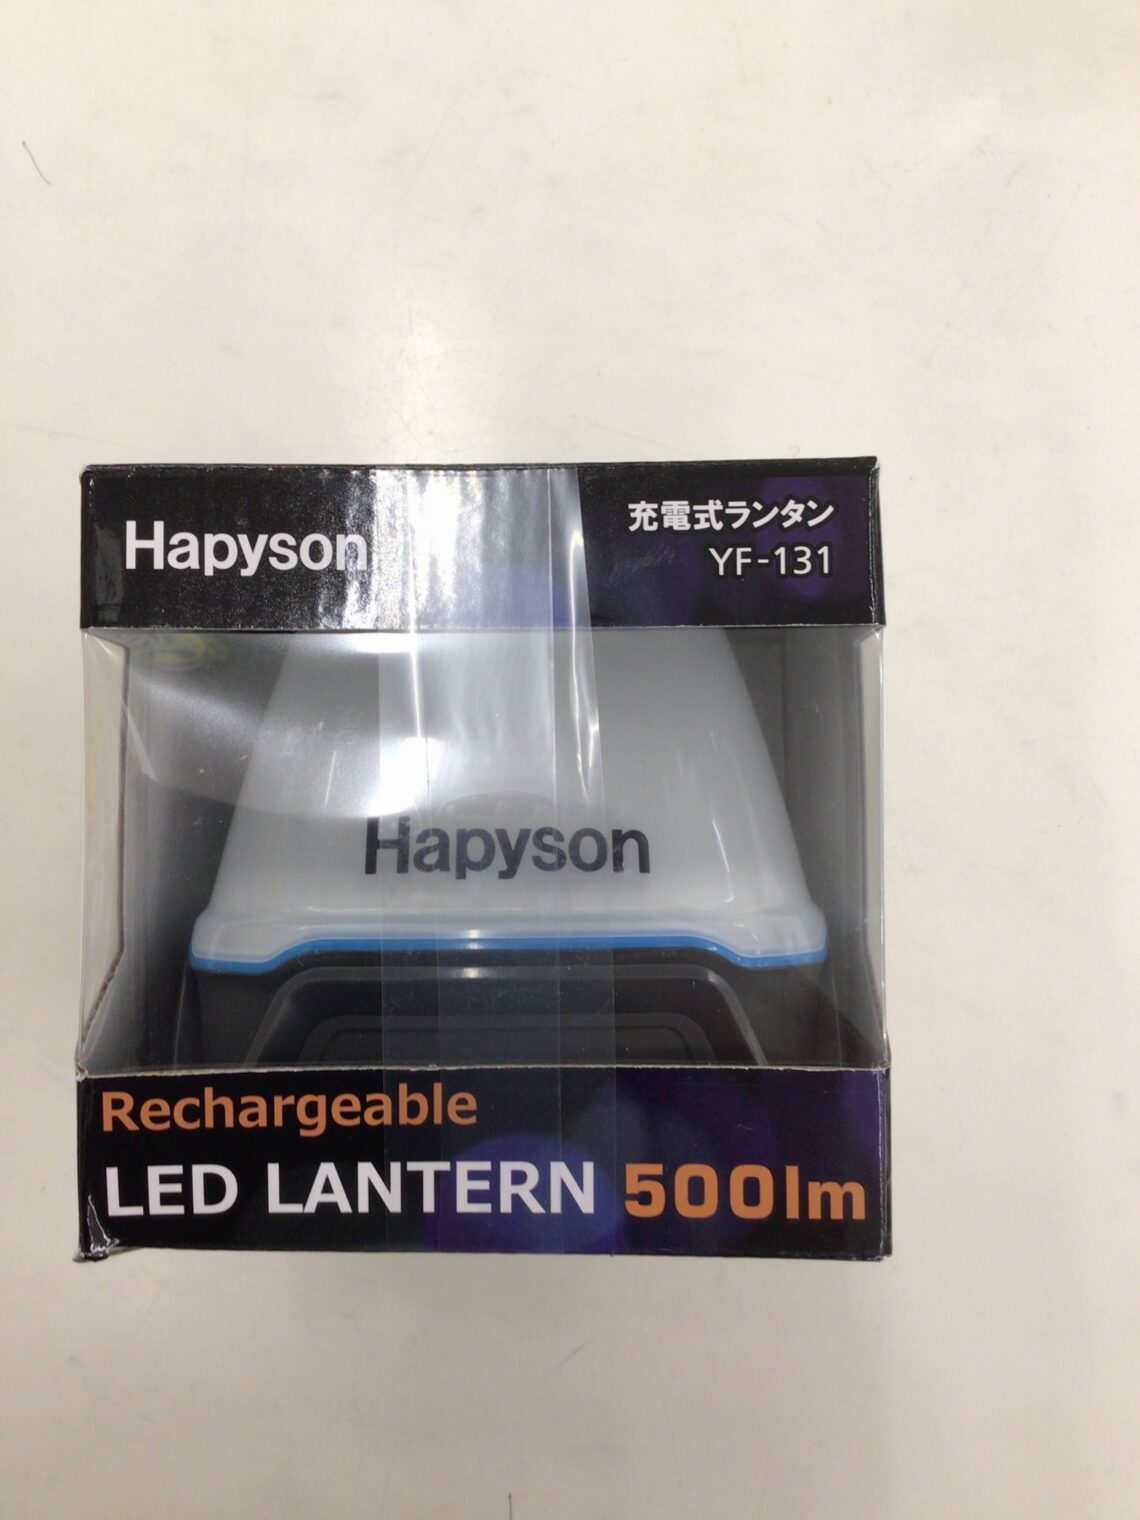 Hapyson
充電式ランタン
YF-131
Hapyson
Rechargeable
LED LANTERN 500lm